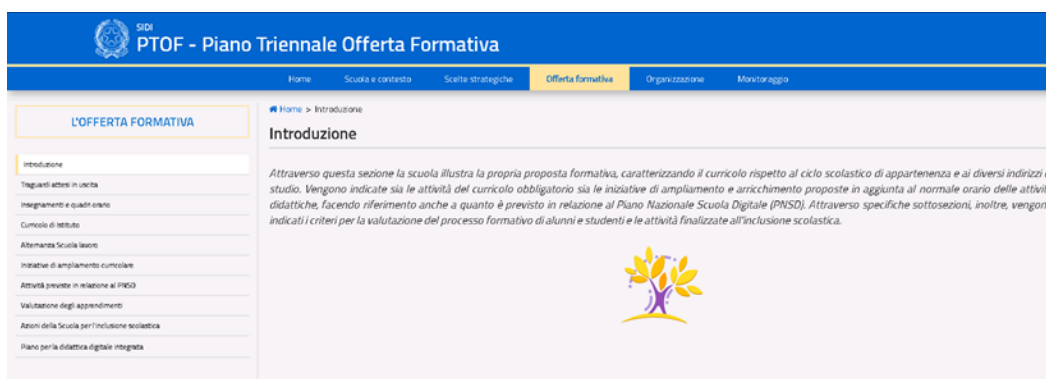 SIDI
PTOF - Piano Triennale Offerta Formativa
Home Scuola e contesto Scelte strategiche Offerta formativa Organizzazione Monitoraggio
L'OFFERTA FORMATIVA
Introduzione
Traguardi attesi in uscita
Insegnamenti e quadri orario
Curricolo di Istituto
Alternanza Scuola lavoro
Iniziative di ampliamento curricolare
Attività previste in relazione al PNSD
Valutazione degli apprendimenti
Azioni della Scuola per l'inclusione scolastica
Piano per la didattica digitale integrata
Home > Introduzione
Introduzione
Attraverso questa sezione la scuola illustra la propria proposta formativa, caratterizzando il curricolo rispetto al ciclo scolastico di appartenenza e ai diversi indirizzi
studio. Vengono indicate sia le attività del curricolo obbligatorio sia le iniziative di ampliamento e arricchimento proposte in aggiunta al normale orario delle attivit
didattiche, facendo riferimento anche a quanto è previsto in relazione al Piano Nazionale Scuola Digitale (PNSD). Attraverso specifiche sottosezioni, inoltre, vengon
indicati i criteri per la valutazione del processo formativo di alunni e studenti e le attività finalizzate all'inclusione scolastica.